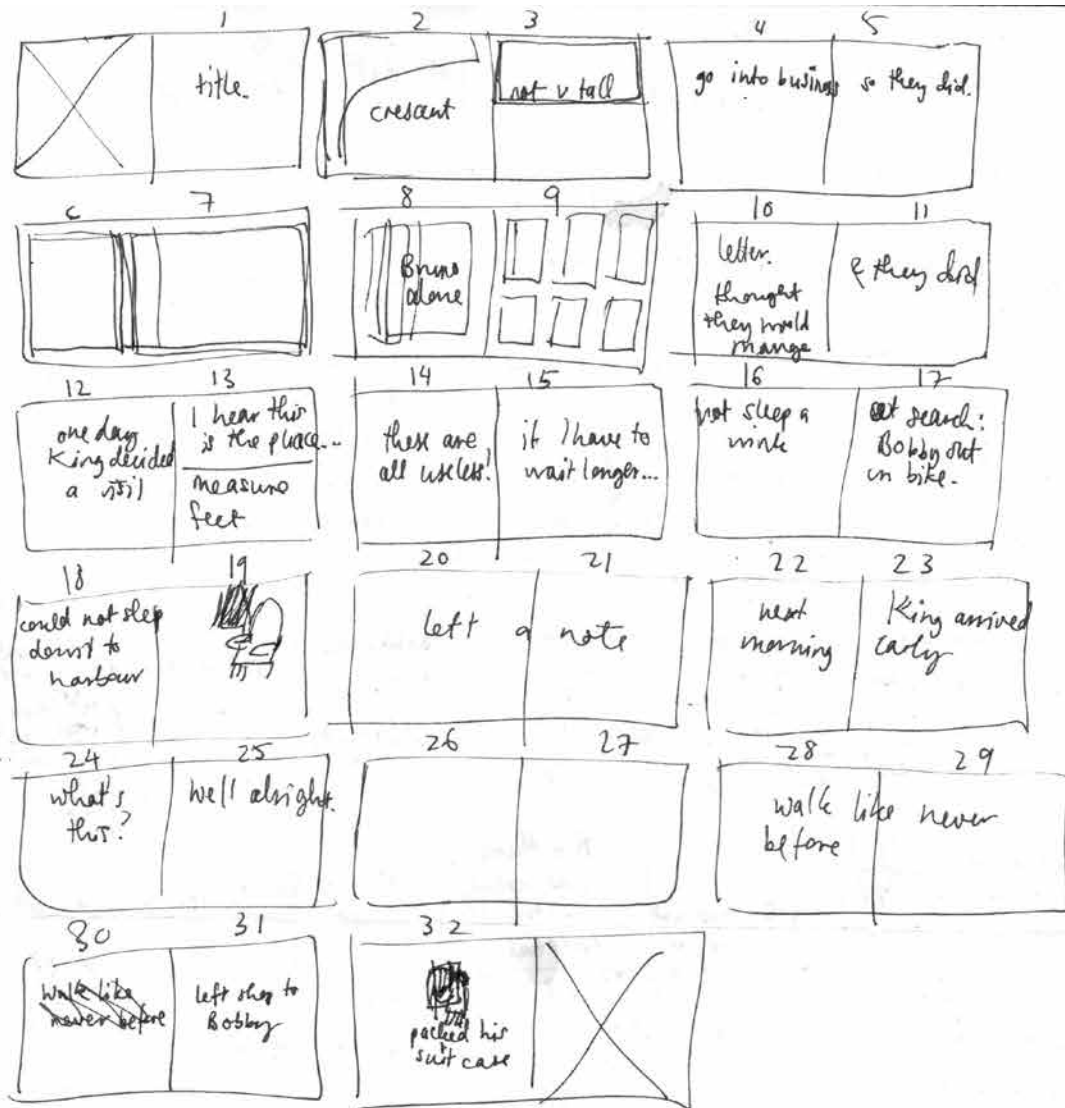 1
title.
2
crescant
3
not v tall
4
go into business
5
so they did.
6
7
8
Bruno
alone
9
10
letter.
thought
they would
mange
11
& they did
12
one day
King decided
a visit
13
I hear this
is the place...
measure
feet
14
these are
all useless!
15
if I have to
wait longer...
16
not sleep a
wink
17
search:
Bobby out
on bike.
18
could not sleep
down to
harbour
19
20
21
left a note
22
next
morning
23
King arrived
early
24
what's
this?
25
Well alright.
26
27
28
29
walk like never
before
30
walk like
never before
31
left shop to
Bobby
32
packed his
suit case